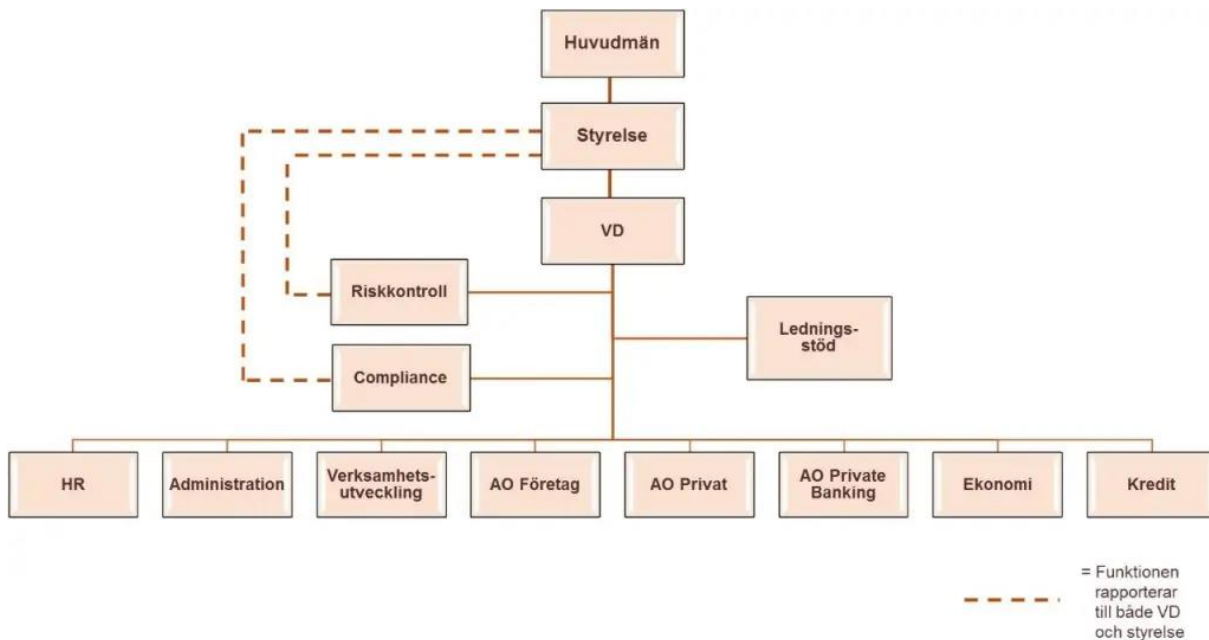 Huvudmän
Styrelse
VD
Riskkontroll
Lednings-
stöd
Compliance
HR
Administration
Verksamhets-
utveckling
AO Företag
AO Privat
AO Private
Banking
Ekonomi
Kredit
= Funktionen
rapporterar
till både VD
och styrelse